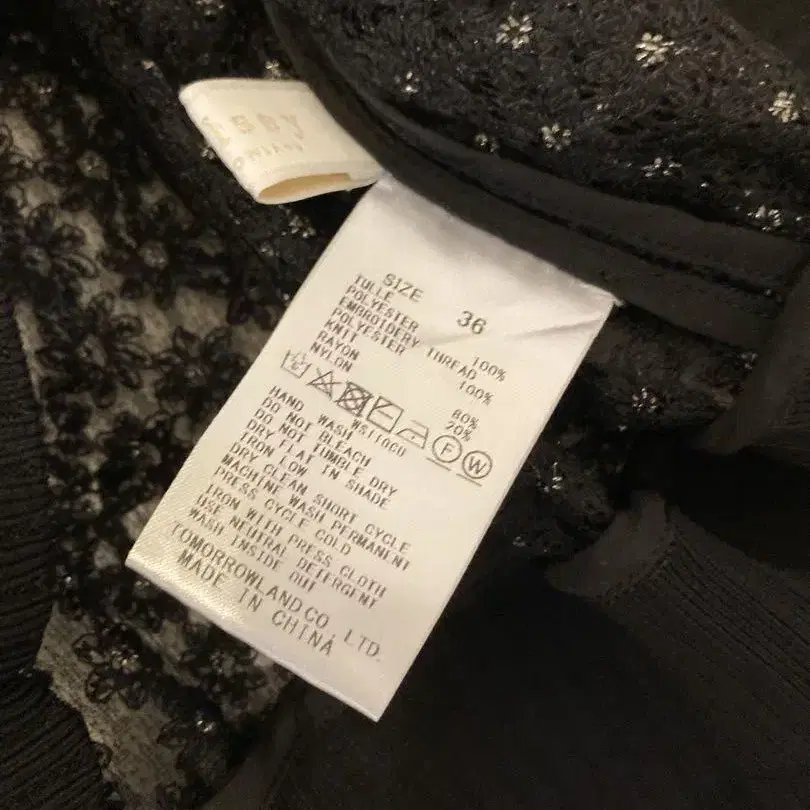 SIZE 36
TULLE
POLYESTER 100%
EMBROIDERY THREAD
POLYESTER 100%
KNIT
RAYON 80%
NYLON 20%
F W
HAND WASH
DO NOT BLEACH
DO NOT TUMBLE DRY
DRY FLAT IN SHADE
IRON LOW
DRY CLEAN SHORT CYCLE
MACHINE WASH PERMANENT
PRESS CYCLE COLD
IRON WITH PRESS CLOTH
USE NEUTRAL DETERGENT
WASH INSIDE OUT
TOMORROWLAND CO., LTD.
MADE IN CHINA